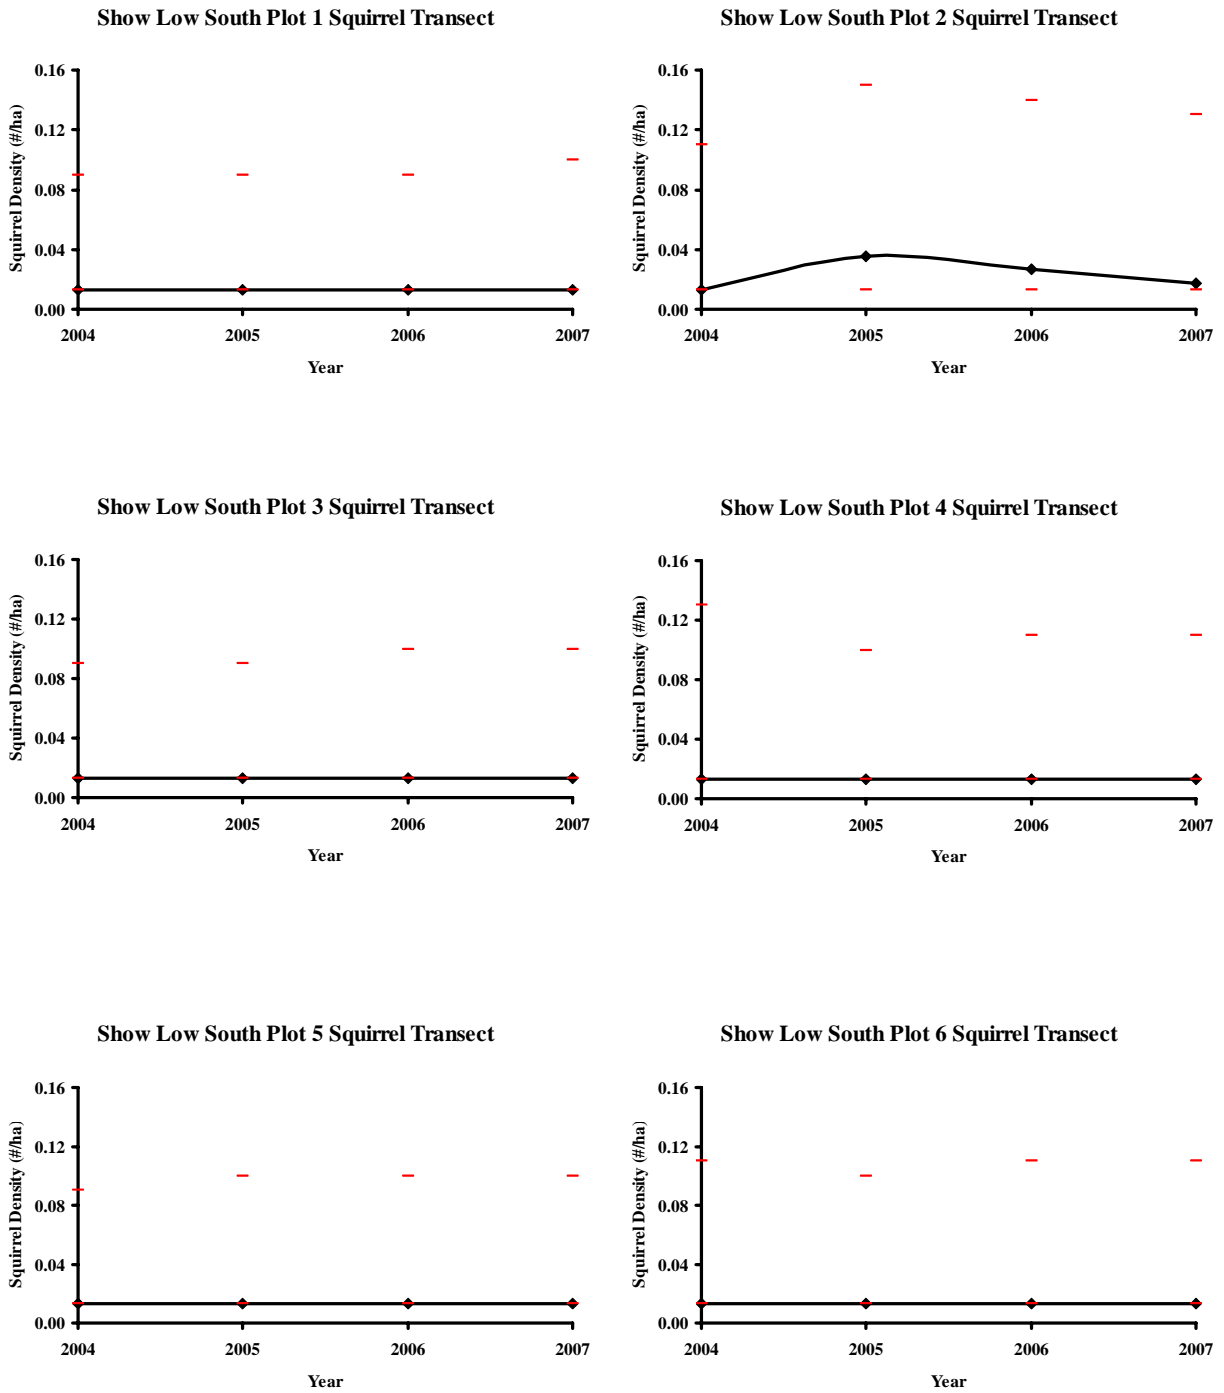 Show Low South Plot 1 Squirrel Transect
Squirrel Density (#/ha)
0.16
0.12
0.08
0.04
0.00
2004 2005 2006 2007
Year
Show Low South Plot 2 Squirrel Transect
Squirrel Density (#/ha)
0.16
0.12
0.08
0.04
0.00
2004 2005 2006 2007
Year
Show Low South Plot 3 Squirrel Transect
Squirrel Density (#/ha)
0.16
0.12
0.08
0.04
0.00
2004 2005 2006 2007
Year
Show Low South Plot 4 Squirrel Transect
Squirrel Density (#/ha)
0.16
0.12
0.08
0.04
0.00
2004 2005 2006 2007
Year
Show Low South Plot 5 Squirrel Transect
Squirrel Density (#/ha)
0.16
0.12
0.08
0.04
0.00
2004 2005 2006 2007
Year
Show Low South Plot 6 Squirrel Transect
Squirrel Density (#/ha)
0.16
0.12
0.08
0.04
0.00
2004 2005 2006 2007
Year